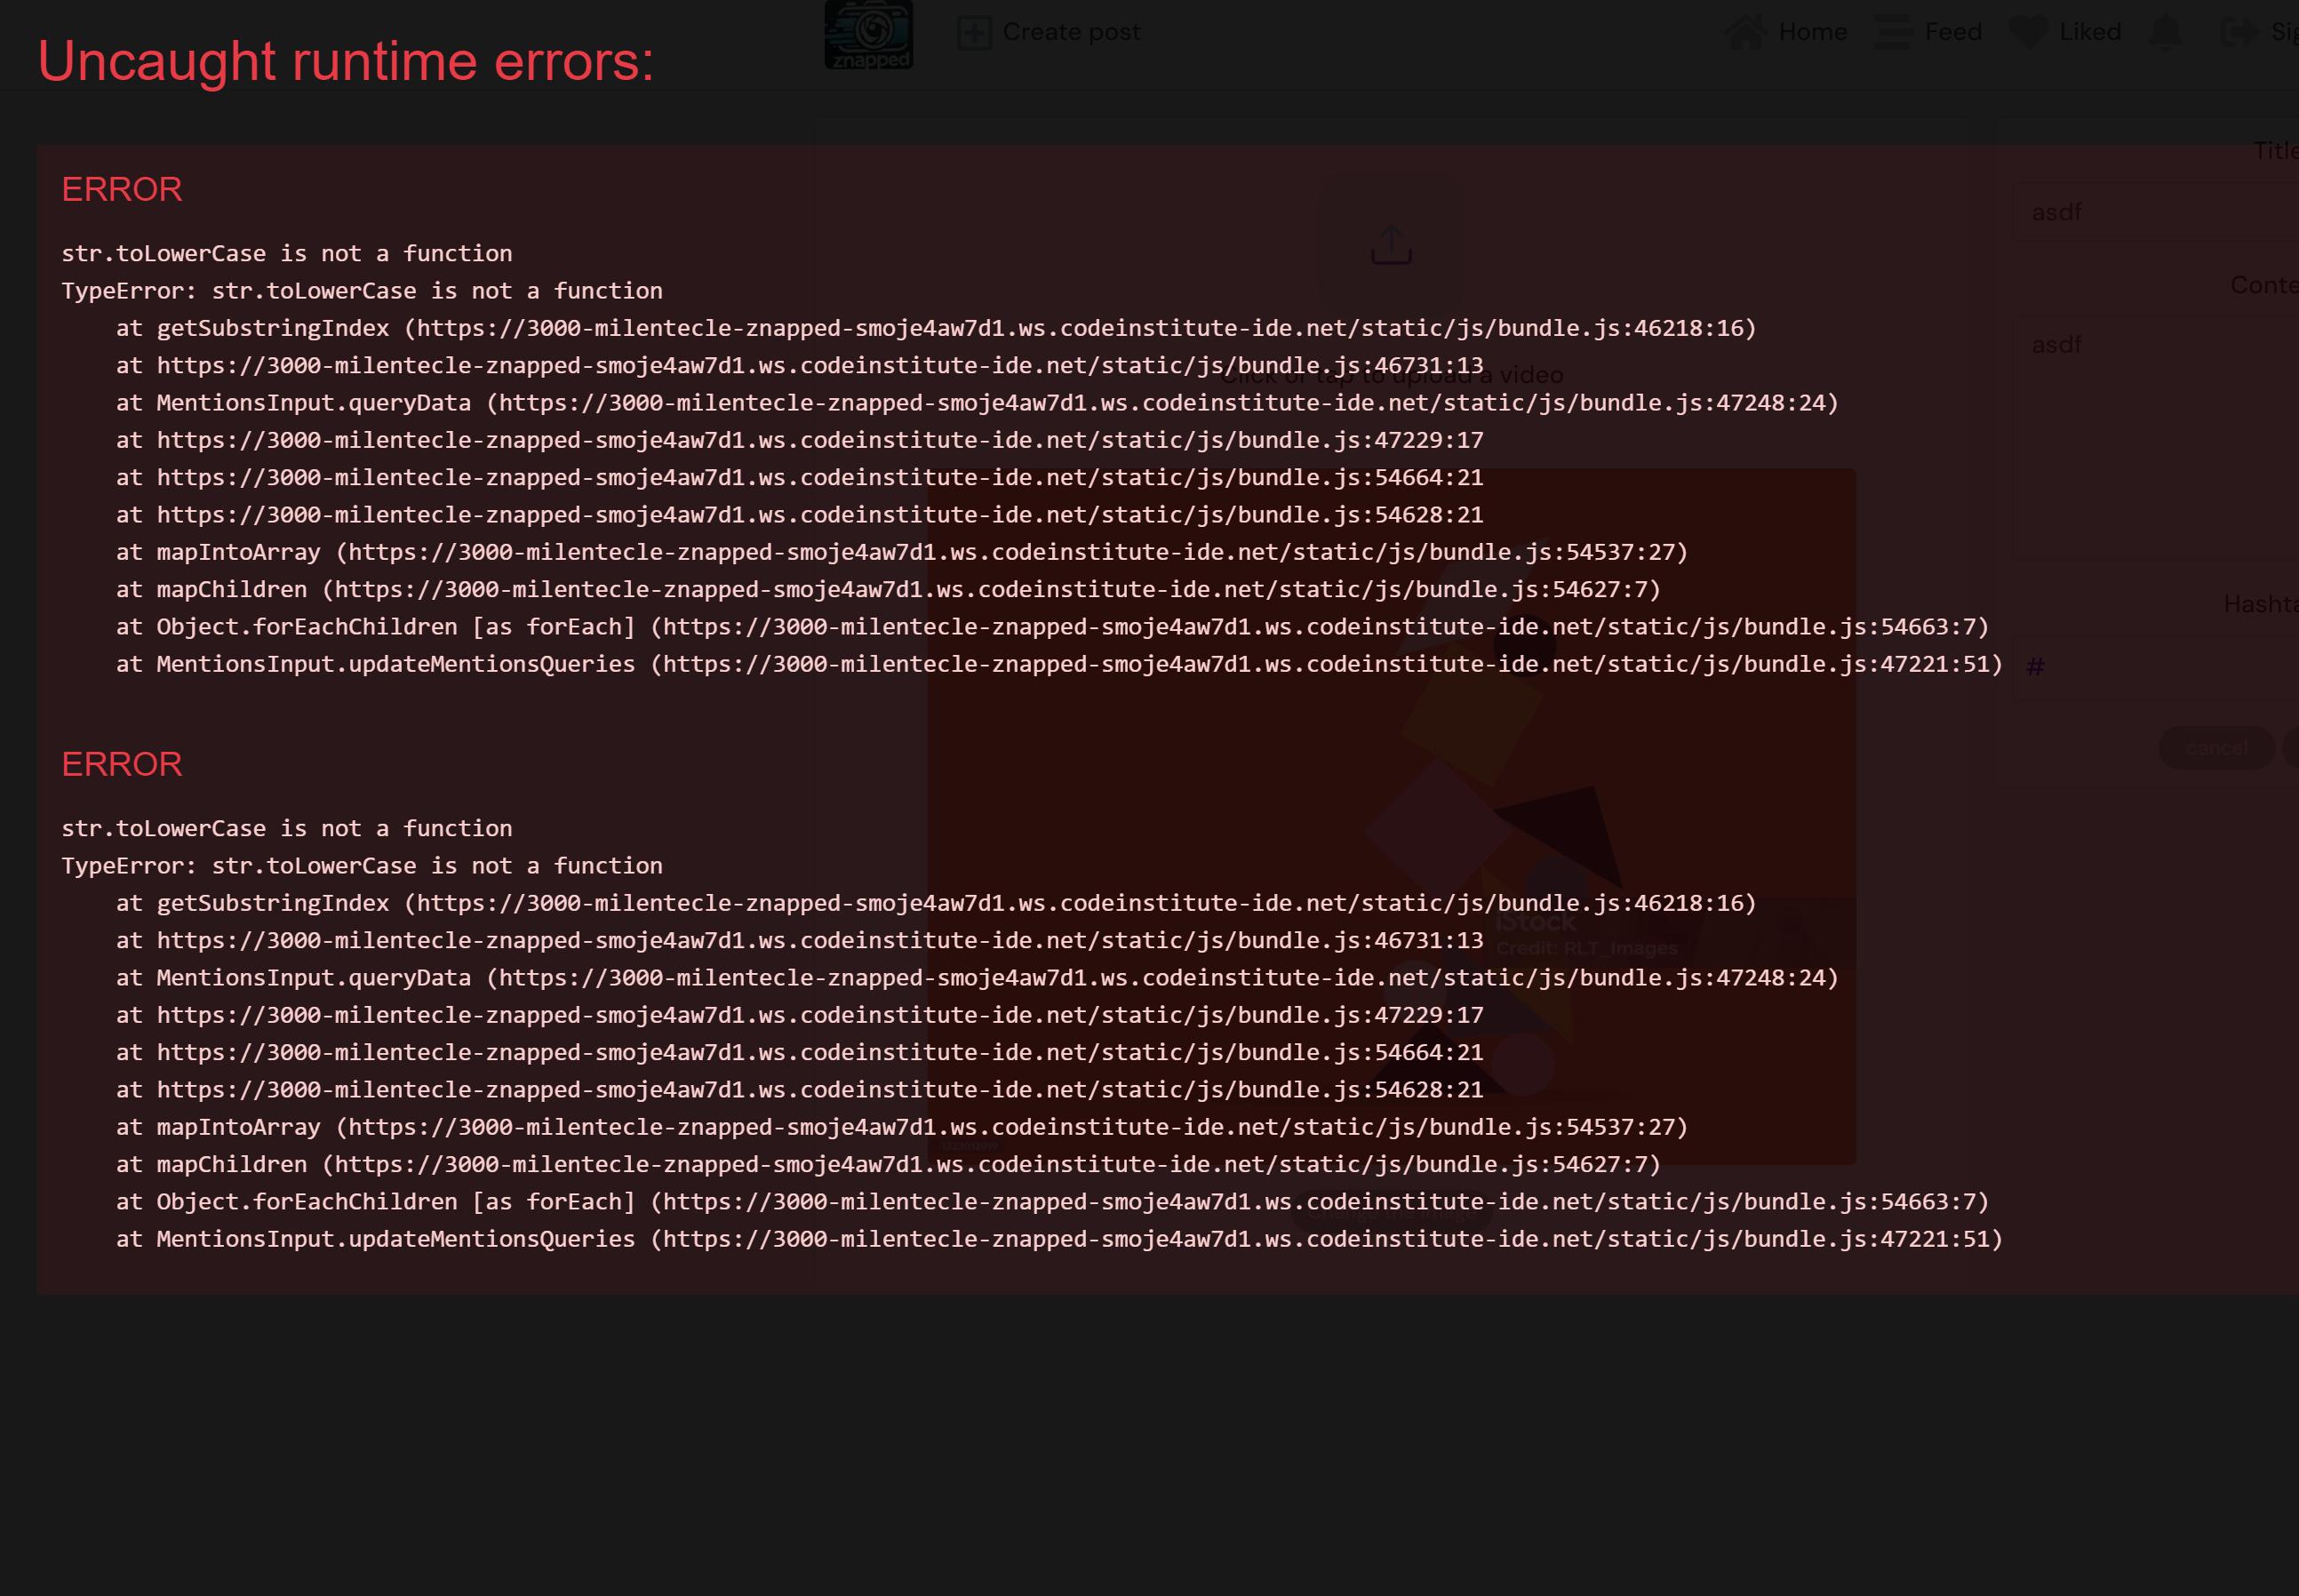 znapped
Create post
Home
Feed
Liked
Uncaught runtime errors:
ERROR
str.toLowerCase is not a function
TypeError: str.toLowerCase is not a function
at getSubstringIndex (https://3000-milentecle-znapped-smoje4aw7d1.ws.codeinstitute-ide.net/static/js/bundle.js:46218:16)
at https://3000-milentecle-znapped-smoje4aw7d1.ws.codeinstitute-ide.net/static/js/bundle.js:46731:13
at MentionsInput.queryData (https://3000-milentecle-znapped-smoje4aw7d1.ws.codeinstitute-ide.net/static/js/bundle.js:47248:24)
at https://3000-milentecle-znapped-smoje4aw7d1.ws.codeinstitute-ide.net/static/js/bundle.js:47229:17
at https://3000-milentecle-znapped-smoje4aw7d1.ws.codeinstitute-ide.net/static/js/bundle.js:54664:21
at https://3000-milentecle-znapped-smoje4aw7d1.ws.codeinstitute-ide.net/static/js/bundle.js:54628:21
at mapIntoArray (https://3000-milentecle-znapped-smoje4aw7d1.ws.codeinstitute-ide.net/static/js/bundle.js:54537:27)
at mapChildren (https://3000-milentecle-znapped-smoje4aw7d1.ws.codeinstitute-ide.net/static/js/bundle.js:54627:7)
at Object.forEachChildren [as forEach] (https://3000-milentecle-znapped-smoje4aw7d1.ws.codeinstitute-ide.net/static/js/bundle.js:54663:7)
at MentionsInput.updateMentionsQueries (https://3000-milentecle-znapped-smoje4aw7d1.ws.codeinstitute-ide.net/static/js/bundle.js:47221:51)
ERROR
str.toLowerCase is not a function
TypeError: str.toLowerCase is not a function
at getSubstringIndex (https://3000-milentecle-znapped-smoje4aw7d1.ws.codeinstitute-ide.net/static/js/bundle.js:46218:16)
at https://3000-milentecle-znapped-smoje4aw7d1.ws.codeinstitute-ide.net/static/js/bundle.js:46731:13
at MentionsInput.queryData (https://3000-milentecle-znapped-smoje4aw7d1.ws.codeinstitute-ide.net/static/js/bundle.js:47248:24)
at https://3000-milentecle-znapped-smoje4aw7d1.ws.codeinstitute-ide.net/static/js/bundle.js:47229:17
at https://3000-milentecle-znapped-smoje4aw7d1.ws.codeinstitute-ide.net/static/js/bundle.js:54664:21
at https://3000-milentecle-znapped-smoje4aw7d1.ws.codeinstitute-ide.net/static/js/bundle.js:54628:21
at mapIntoArray (https://3000-milentecle-znapped-smoje4aw7d1.ws.codeinstitute-ide.net/static/js/bundle.js:54537:27)
at mapChildren (https://3000-milentecle-znapped-smoje4aw7d1.ws.codeinstitute-ide.net/static/js/bundle.js:54627:7)
at Object.forEachChildren [as forEach] (https://3000-milentecle-znapped-smoje4aw7d1.ws.codeinstitute-ide.net/static/js/bundle.js:54663:7)
at MentionsInput.updateMentionsQueries (https://3000-milentecle-znapped-smoje4aw7d1.ws.codeinstitute-ide.net/static/js/bundle.js:47221:51)
Click or tap to upload a video
iStock
Credit: RLT_Images
Title
asdf
Conte
asdf
Hashta
#
cancel